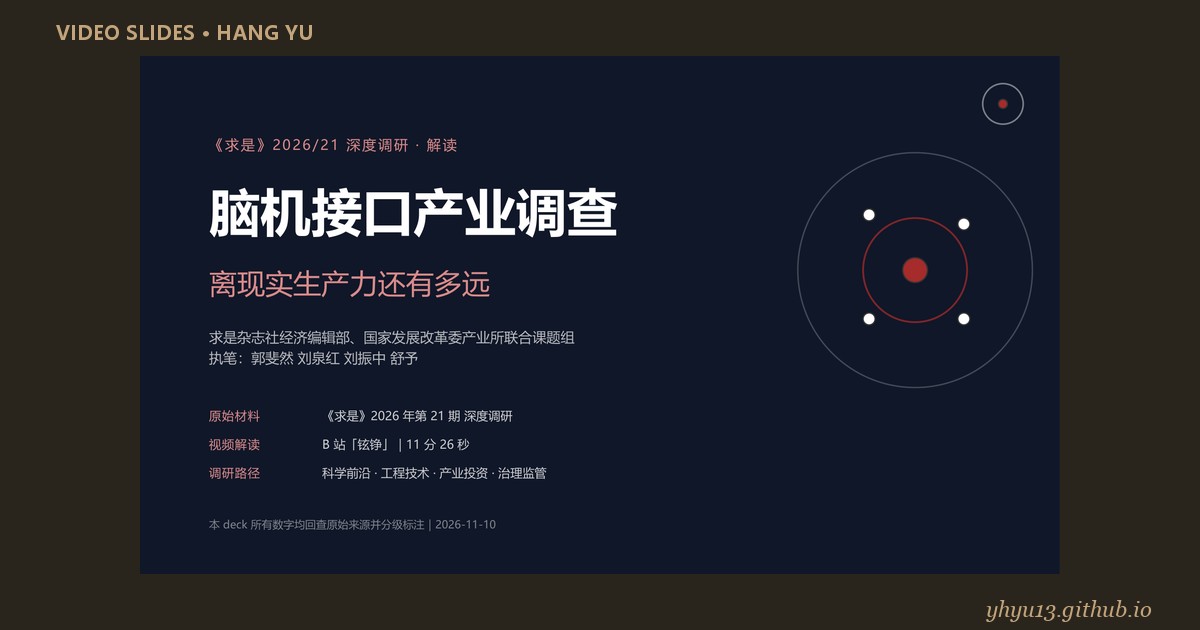 VIDEO SLIDES • HANG YU
《求是》2026/21 深度调研 · 解读
脑机接口产业调查
离现实生产力还有多远
求是杂志社经济编辑部、国家发展改革委产业所联合课题组
执笔：郭斐然 刘泉红 刘振中 舒予
原始材料 《求是》2026 年第 21 期 深度调研
视频解读 B 站「铉铮」 | 11 分 26 秒
调研路径 科学前沿 · 工程技术 · 产业投资 · 治理监管
本 deck 所有数字均回查原始来源并分级标注 | 2026-11-10
yhyu13.github.io